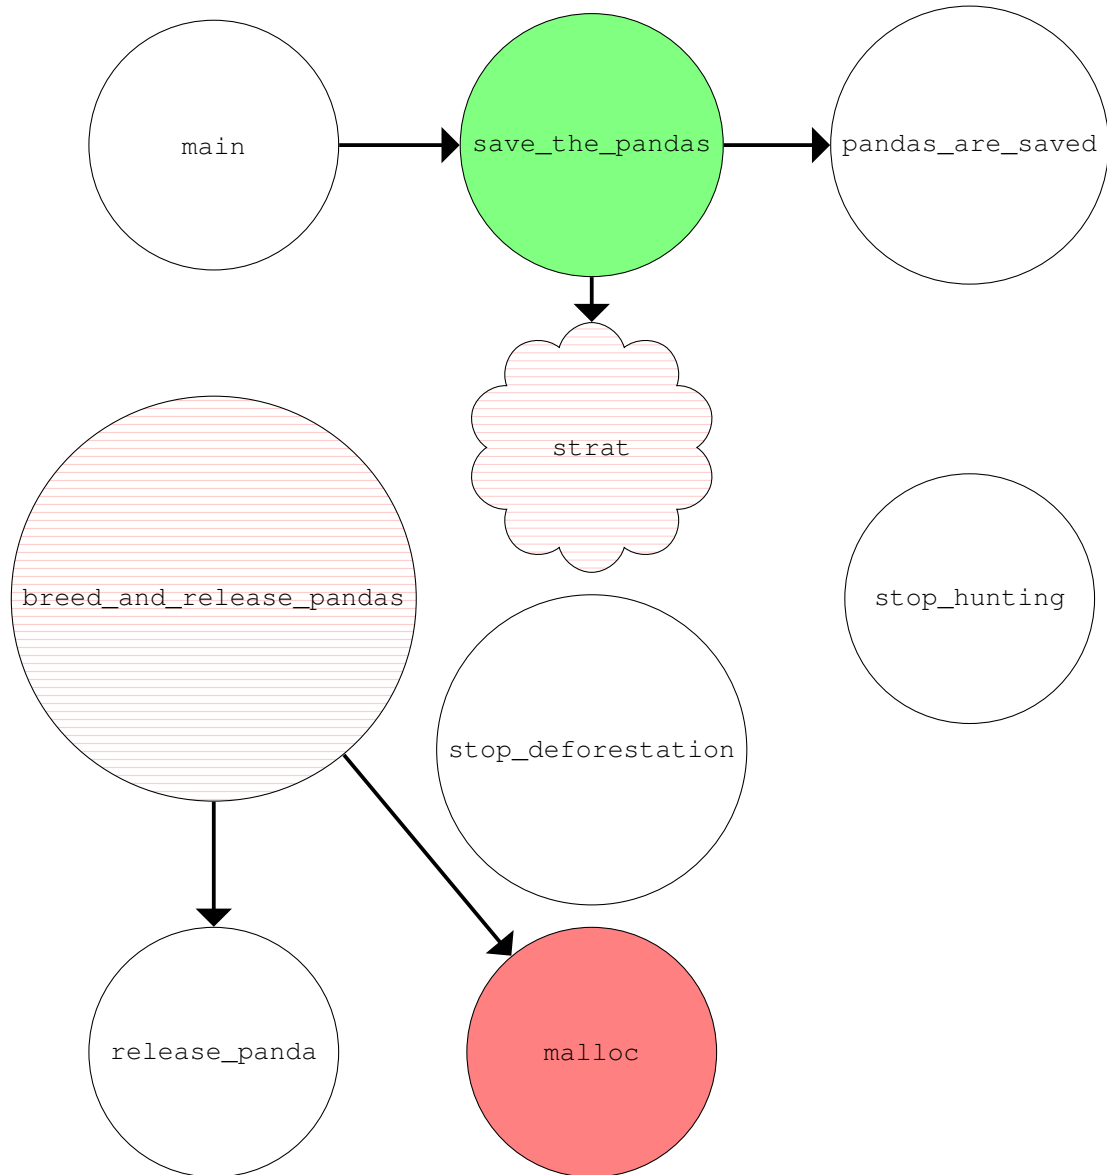 main
save_the_pandas
pandas_are_saved
strat
breed_and_release_pandas
stop_hunting
stop_deforestation
release_panda
malloc